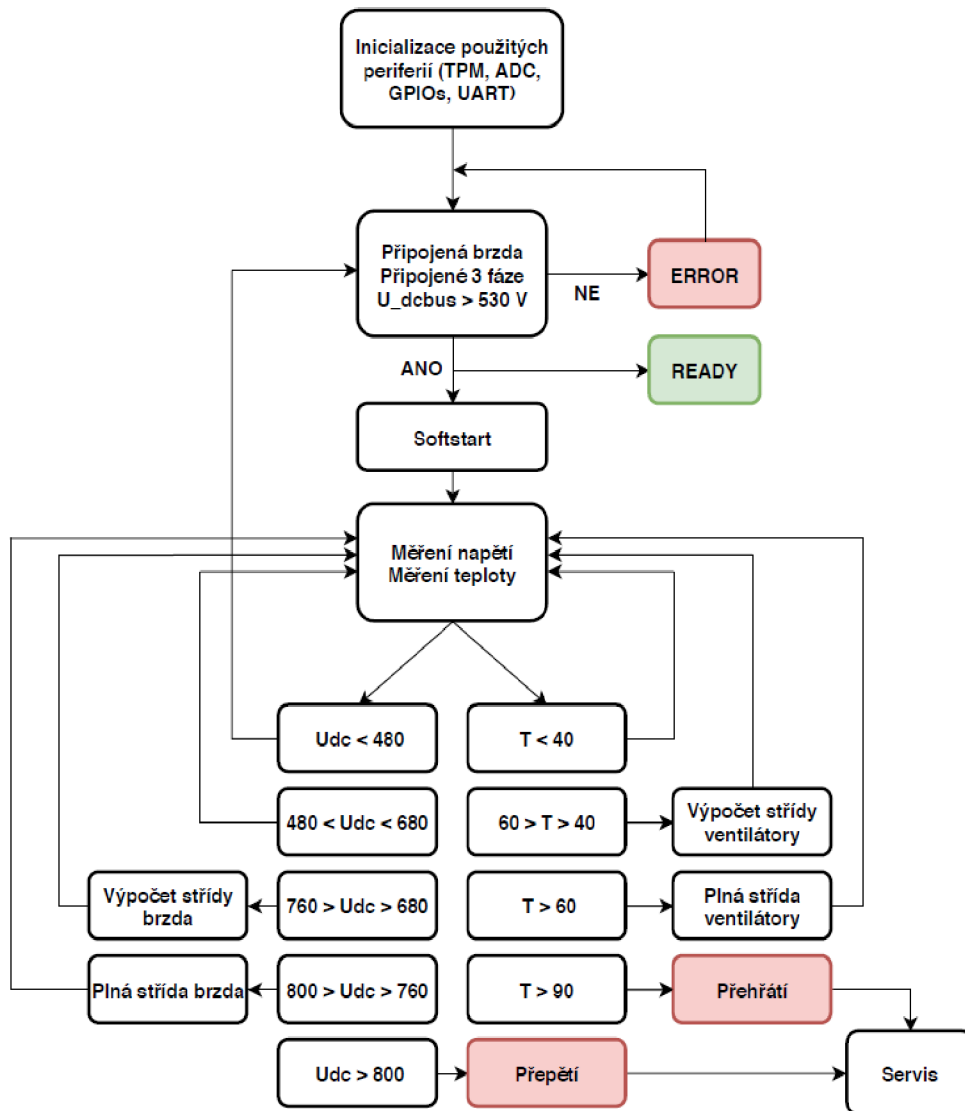 Inicializace použitých
periferií (TPM, ADC,
GPIOs, UART)
Připojená brzda
Připojené 3 fáze
U_dcbus > 530 V
NE
ERROR
ANO
READY
Softstart
Měření napětí
Měření teploty
Udc < 480
T < 40
480 < Udc < 680
60 > T > 40
Výpočet střídy
ventilátory
Výpočet střídy
brzda
760 > Udc > 680
T > 60
Plná střída
ventilátory
Plná střída brzda
800 > Udc > 760
T > 90
Přehřátí
Udc > 800
Přepětí
Servis